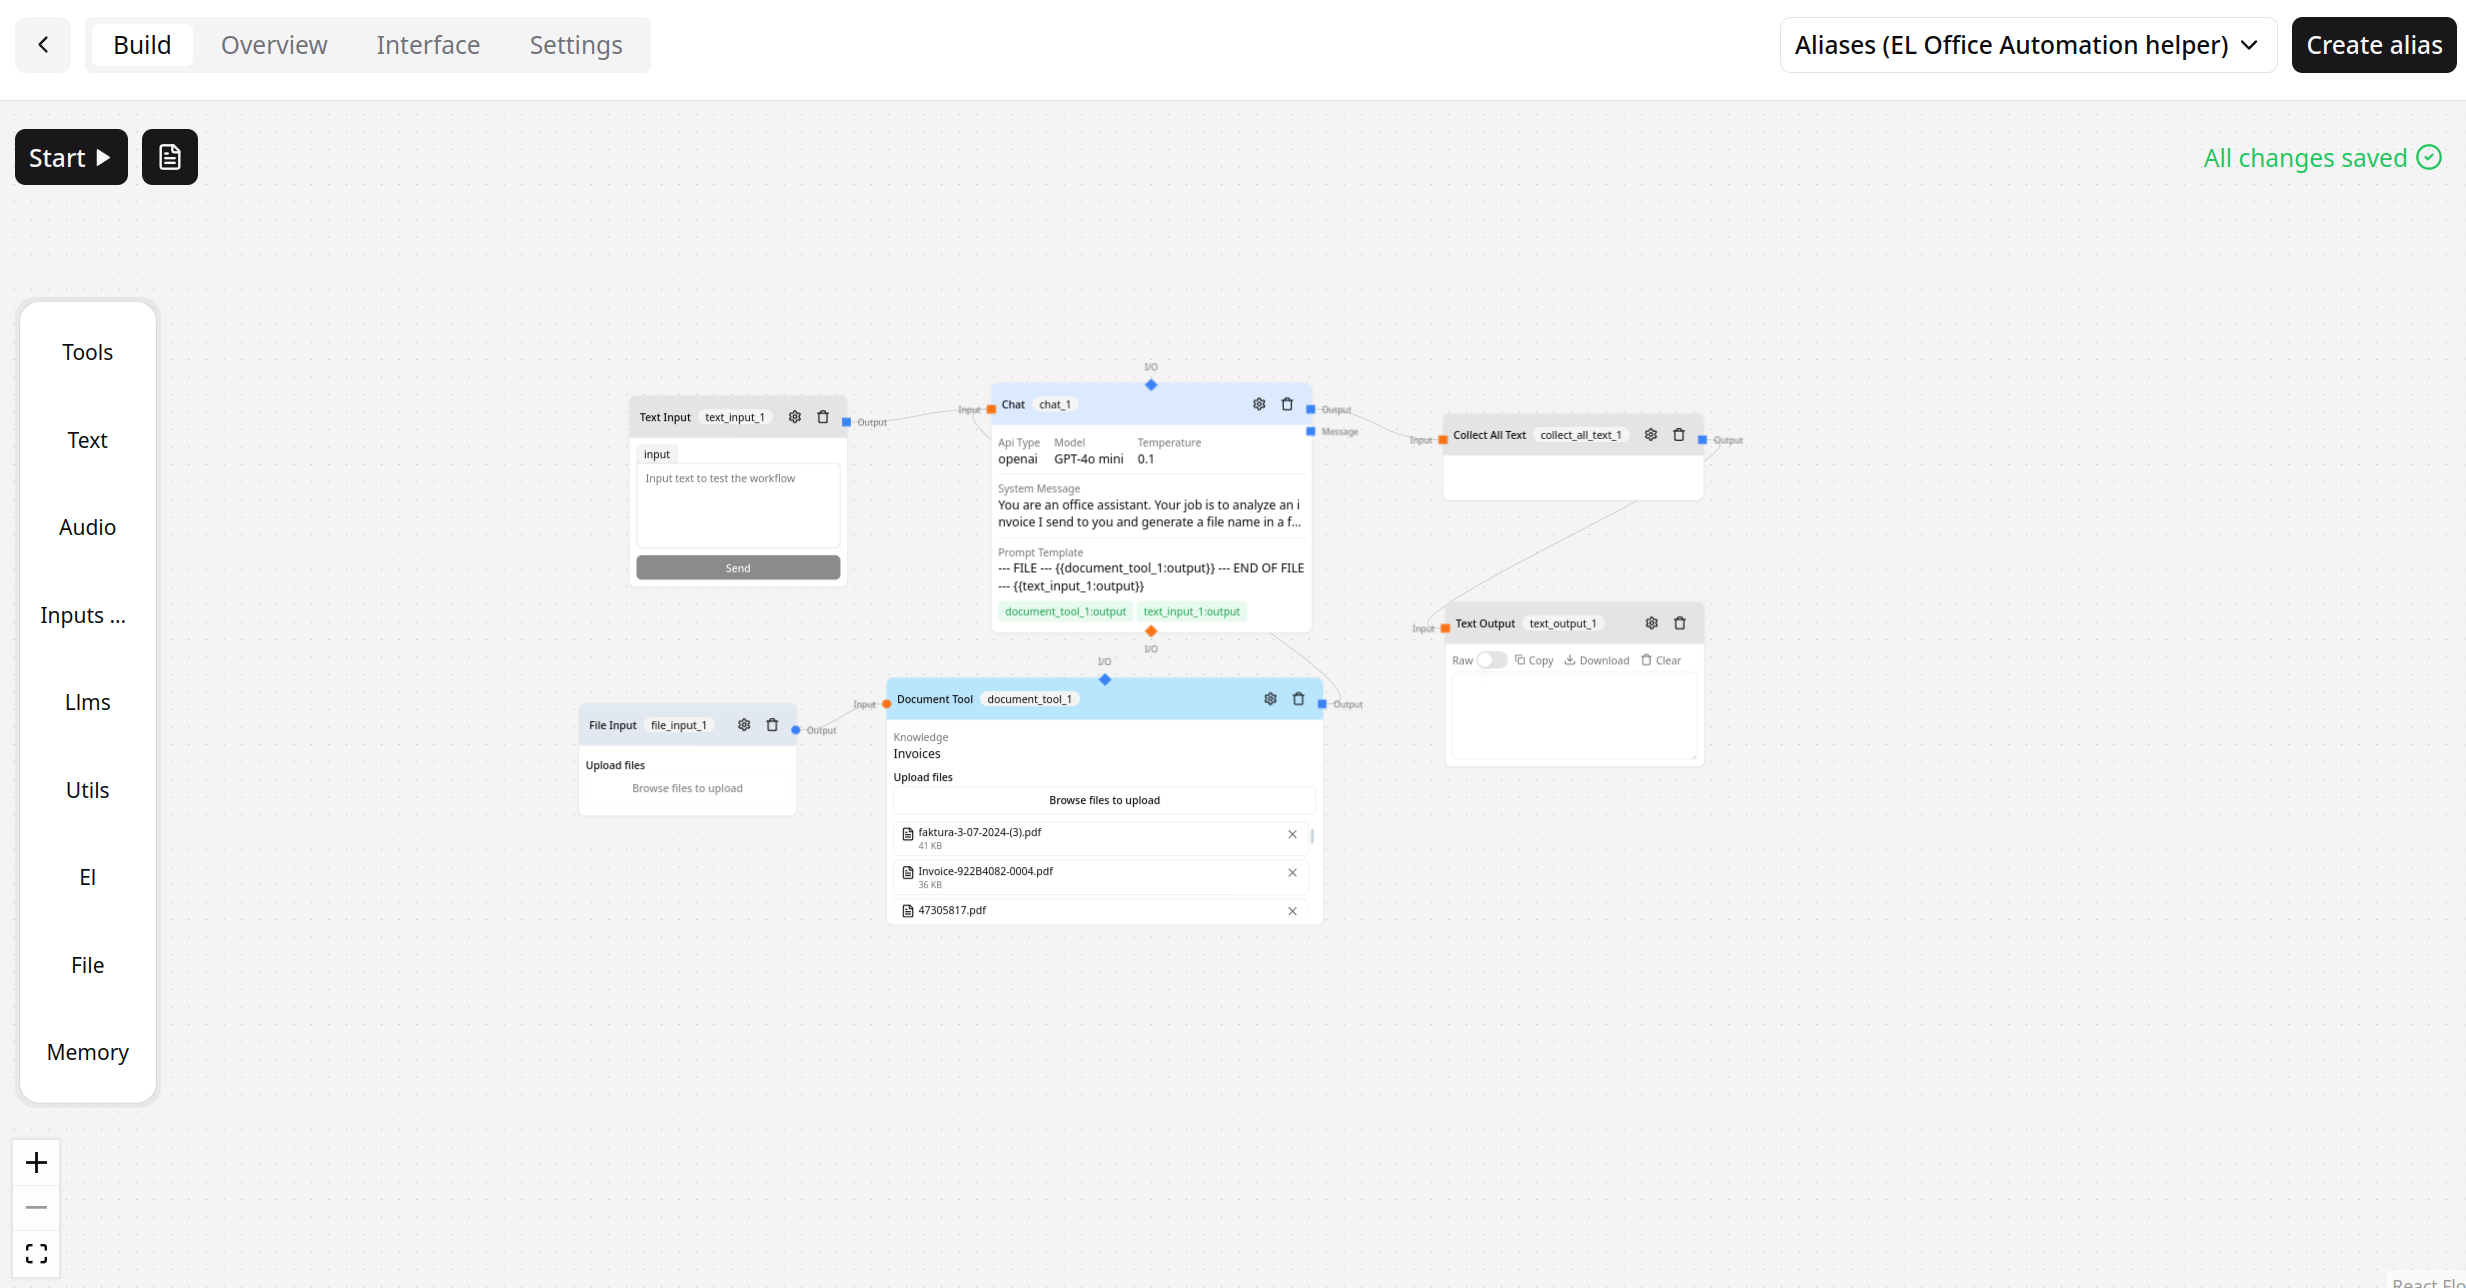 Build Overview Interface Settings
Aliases (EL Office Automation helper) Create alias
Start
All changes saved
Tools
Text
Audio
Inputs ...
Llms
Utils
El
File
Memory
Text Input text_input_1
Output
input
Input text to test the workflow
Send
I/O
Input
Chat chat_1
Output
Message
Api Type Model Temperature
openai GPT-4o mini 0.1
System Message
You are an office assistant. Your job is to analyze an i
nvoice I send to you and generate a file name in a f...
Prompt Template
--- FILE --- {{document_tool_1:output}} --- END OF FILE
--- {{text_input_1:output}}
document_tool_1:output text_input_1:output
I/O
Input
Collect All Text collect_all_text_1
Output
Input
Text Output text_output_1
Raw Copy Download Clear
File Input file_input_1
Output
Upload files
Browse files to upload
I/O
Input
Document Tool document_tool_1
Output
Knowledge
Invoices
Upload files
Browse files to upload
faktura-3-07-2024-(3).pdf
41 KB
Invoice-922B4082-0004.pdf
36 KB
47305817.pdf
React Flo